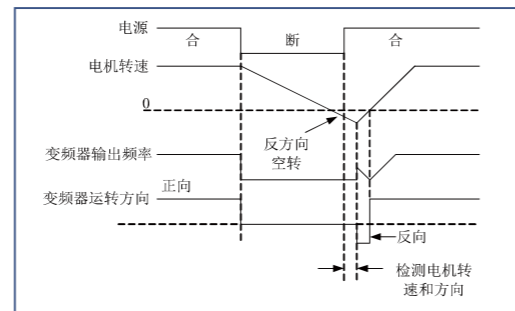 电源
合
断
合
电机转速
0
反方向
空转
变频器输出频率
正向
变频器运转方向
反向
检测电机转
速和方向